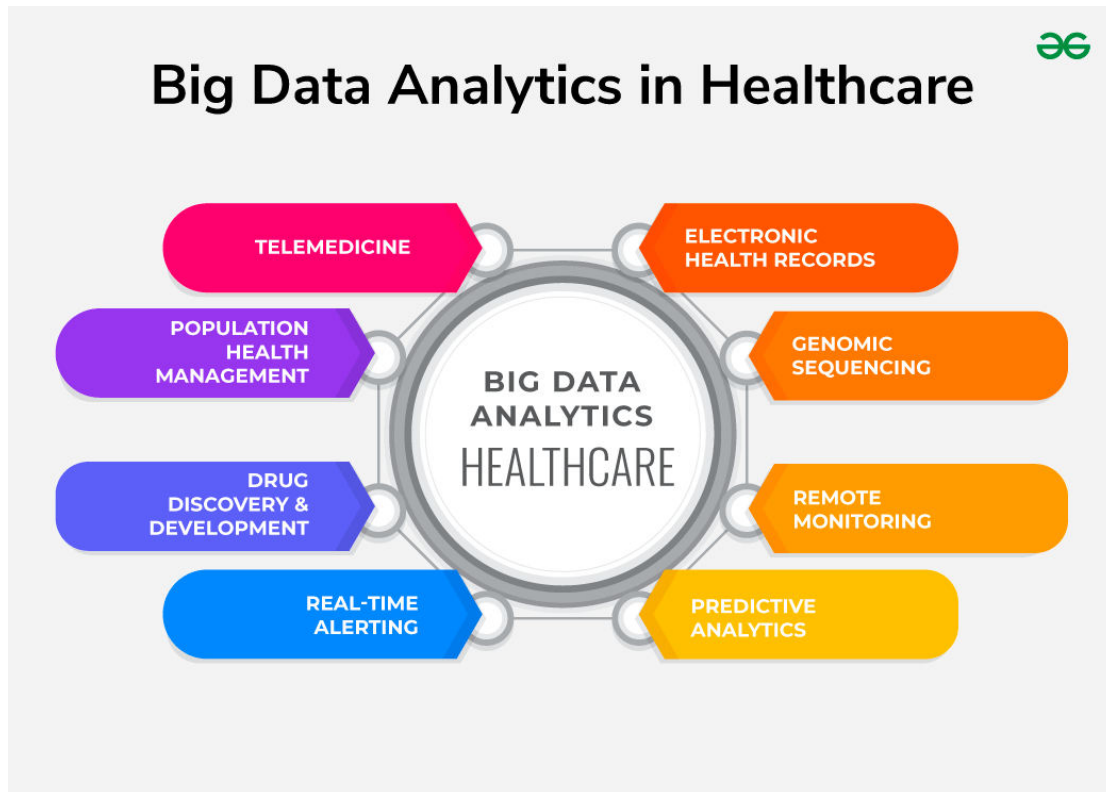 Big Data Analytics in Healthcare
TELEMEDICINE
ELECTRONIC
HEALTH RECORDS
POPULATION
HEALTH
MANAGEMENT
GENOMIC
SEQUENCING
BIG DATA
ANALYTICS
HEALTHCARE
DRUG
DISCOVERY &
DEVELOPMENT
REMOTE
MONITORING
REAL-TIME
ALERTING
PREDICTIVE
ANALYTICS